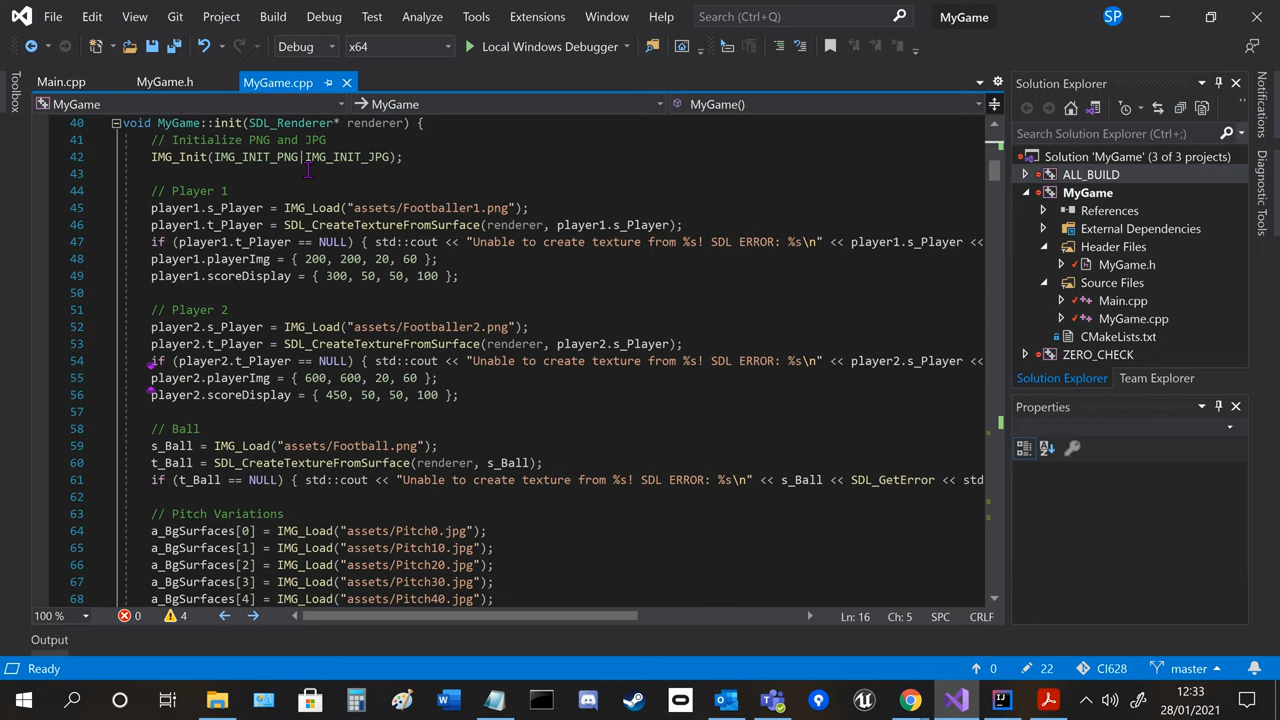 File Edit View Git Project Build Debug Test Analyze Tools Extensions Window Help Search (Ctrl+Q) MyGame SP
Debug x64 Local Windows Debugger
Toolbox
Main.cpp MyGame.h MyGame.cpp
MyGame MyGame MyGame()
40 void MyGame::init(SDL_Renderer* renderer) {
41 // Initialize PNG and JPG
42 IMG_Init(IMG_INIT_PNG|IMG_INIT_JPG);
43
44 // Player 1
45 player1.s_Player = IMG_Load("assets/Footballer1.png");
46 player1.t_Player = SDL_CreateTextureFromSurface(renderer, player1.s_Player);
47 if (player1.t_Player == NULL) { std::cout << "Unable to create texture from %s! SDL ERROR: %s\n" << player1.s_Player <<
48 player1.playerImg = { 200, 200, 20, 60 };
49 player1.scoreDisplay = { 300, 50, 50, 100 };
50
51 // Player 2
52 player2.s_Player = IMG_Load("assets/Footballer2.png");
53 player2.t_Player = SDL_CreateTextureFromSurface(renderer, player2.s_Player);
54 if (player2.t_Player == NULL) { std::cout << "Unable to create texture from %s! SDL ERROR: %s\n" << player2.s_Player <<
55 player2.playerImg = { 600, 600, 20, 60 };
56 player2.scoreDisplay = { 450, 50, 50, 100 };
57
58 // Ball
59 s_Ball = IMG_Load("assets/Football.png");
60 t_Ball = SDL_CreateTextureFromSurface(renderer, s_Ball);
61 if (t_Ball == NULL) { std::cout << "Unable to create texture from %s! SDL ERROR: %s\n" << s_Ball << SDL_GetError << std
62
63 // Pitch Variations
64 a_BgSurfaces[0] = IMG_Load("assets/Pitch0.jpg");
65 a_BgSurfaces[1] = IMG_Load("assets/Pitch10.jpg");
66 a_BgSurfaces[2] = IMG_Load("assets/Pitch20.jpg");
67 a_BgSurfaces[3] = IMG_Load("assets/Pitch30.jpg");
68 a_BgSurfaces[4] = IMG_Load("assets/Pitch40.jpg");
100 % 0 4 Ln: 16 Ch: 5 SPC CRLF
Output
Solution Explorer
Search Solution Explorer (Ctrl+;)
Solution 'MyGame' (3 of 3 projects)
ALL_BUILD
MyGame
References
External Dependencies
Header Files
MyGame.h
Source Files
Main.cpp
MyGame.cpp
CMakeLists.txt
ZERO_CHECK
Solution Explorer Team Explorer
Properties
Notifications
Diagnostic Tools
Ready 0 22 CI628 master
12:33
28/01/2021